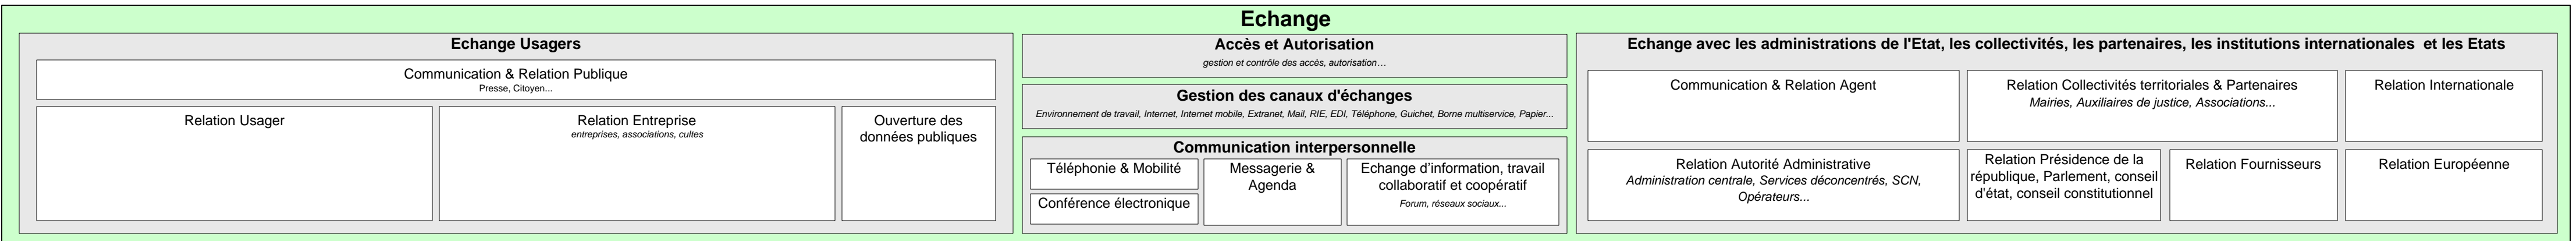 Echange
Echange Usagers
Communication & Relation Publique
Presse, Citoyen...
Relation Usager
Relation Entreprise
entreprises, associations, cultes
Ouverture des
données publiques
Accès et Autorisation
gestion et contrôle des accès, autorisation…
Gestion des canaux d'échanges
Environnement de travail, Internet, Internet mobile, Extranet, Mail, RIE, EDI, Téléphone, Guichet, Borne multiservice, Papier...
Communication interpersonnelle
Téléphonie & Mobilité
Conférence électronique
Messagerie &
Agenda
Echange d’information, travail
collaboratif et coopératif
Forum, réseaux sociaux...
Echange avec les administrations de l'Etat, les collectivités, les partenaires, les institutions internationales  et les Etats
Communication & Relation Agent
Relation Collectivités territoriales & Partenaires
Mairies, Auxiliaires de justice, Associations...
Relation Internationale
Relation Autorité Administrative
Administration centrale, Services déconcentrés, SCN,
Opérateurs...
Relation Présidence de la
république, Parlement, conseil
d'état, conseil constitutionnel
Relation Fournisseurs
Relation Européenne